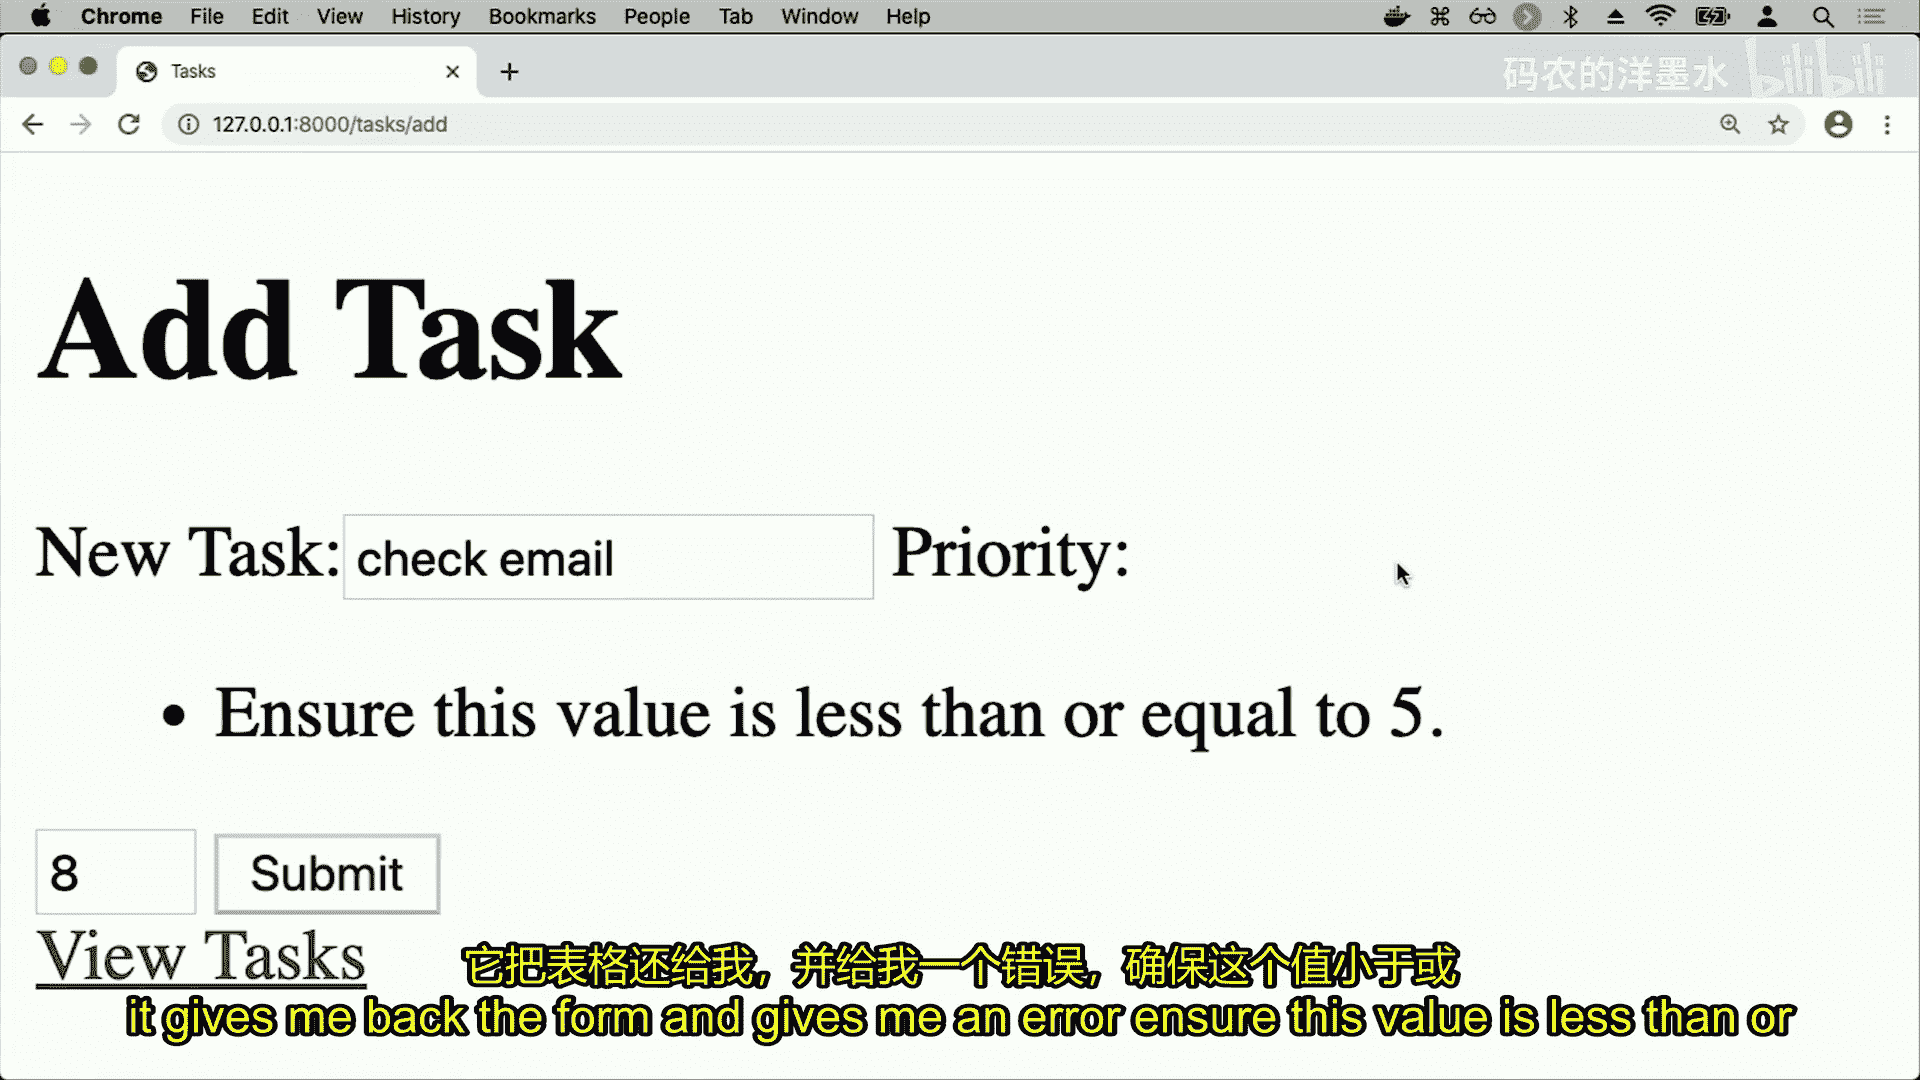 Chrome File Edit View History Bookmarks People Tab Window Help
Tasks
码农的洋墨水 bilibili
127.0.0.1:8000/tasks/add
Add Task
New Task: check email Priority:
• Ensure this value is less than or equal to 5.
8 Submit
View Tasks
它把表格还给我，并给我一个错误，确保这个值小于或
it gives me back the form and gives me an error ensure this value is less than or